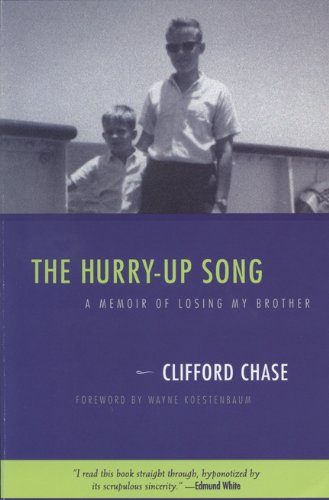 THE HURRY-UP SONG
A MEMOIR OF LOSING MY BROTHER
CLIFFORD CHASE
FOREWORD BY WAYNE KOESTENBAUM
"I read this book straight through, hypnotized by
its scrupulous sincerity." —Edmund White